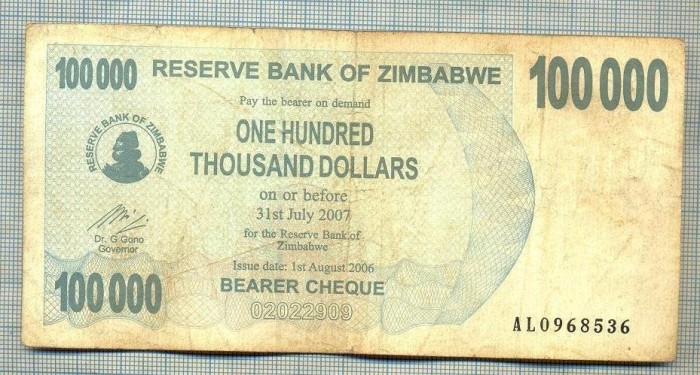 100 000 RESERVE BANK OF ZIMBABWE 100 000
Pay the bearer on demand
RESERVE BANK OF ZIMBABWE
ONE HUNDRED
THOUSAND DOLLARS
on or before
31st July 2007
for the Reserve Bank of
Zimbabwe
Dr. G Gono
Governor
Issue date: 1st August 2006
100 000 BEARER CHEQUE
02022909
AL0968536